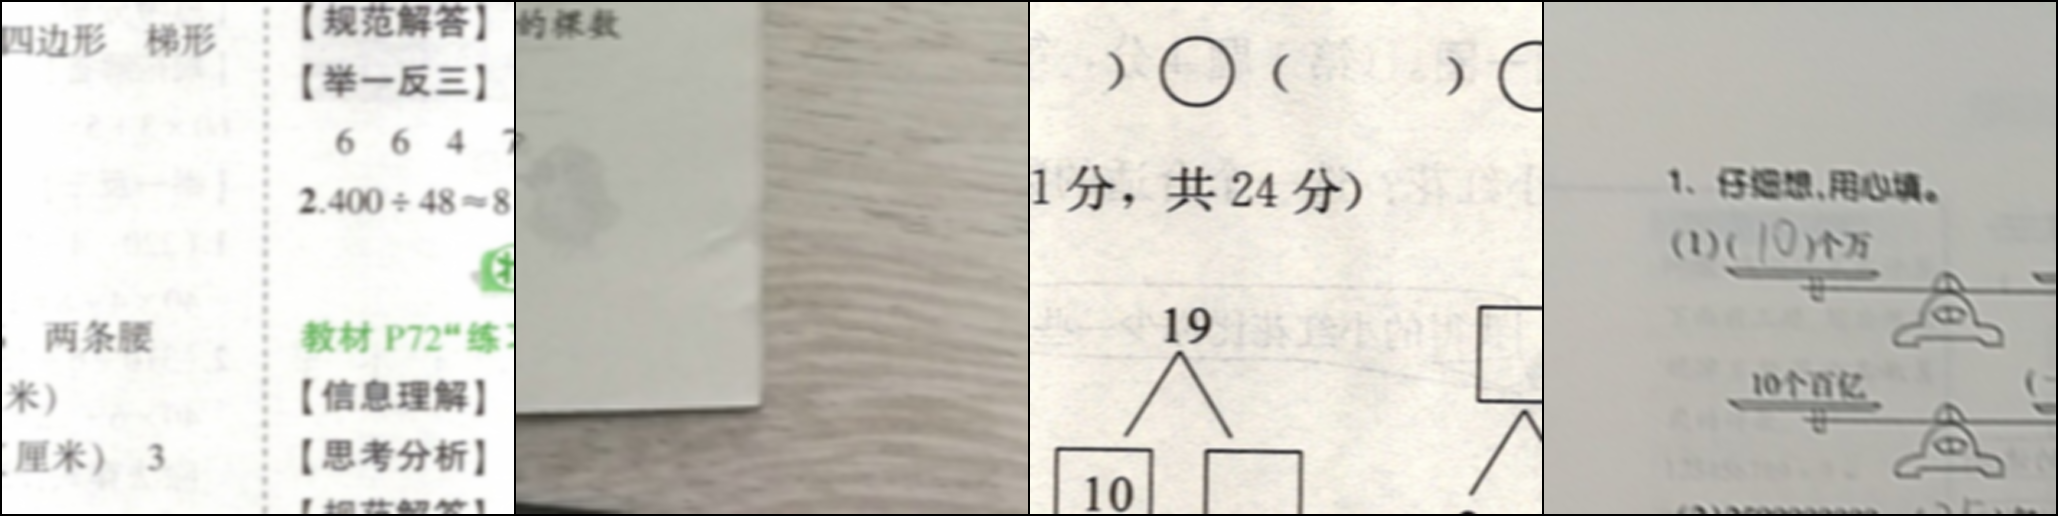 四边形 梯形
两条腰
米）
厘米） 3
【规范解答】
【举一反三】
6 6 4 7
2.400÷48≈8
教材 P72“练
【信息理解】
【思考分析】
【规范解答】
的裸数
）○（ ）○
1分，共24分）
19
10
1、仔细想,用心填。
(1)(10)个万
10个百亿